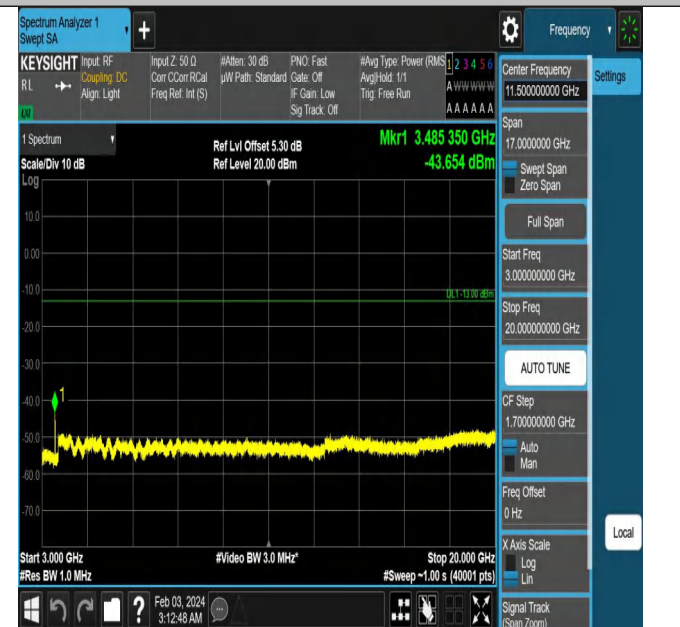 Spectrum Analyzer 1
Swept SA
+
Frequency
KEYSIGHT
R L
Input: RF
Coupling: DC
Align: Light
Input Z: 50 Ω
Corr CCorr RCal
Freq Ref: Int (S)
#Atten: 30 dB
µW Path: Standard
PNO: Fast
Gate: Off
IF Gain: Low
Sig Track: Off
#Avg Type: Power (RMS
Avg|Hold: 1/1
Trig: Free Run
1 2 3 4 5 6
A W W W W W
A A A A A A
1 Spectrum
Scale/Div 10 dB
Log
Ref Lvl Offset 5.30 dB
Ref Level 20.00 dBm
Mkr1 3.485 350 GHz
-43.654 dBm
10.0
0.00
-10.0
DL1 -13.00 dBm
-20.0
-30.0
-40.0
1
-50.0
-60.0
-70.0
Start 3.000 GHz
#Res BW 1.0 MHz
#Video BW 3.0 MHz*
Stop 20.000 GHz
#Sweep ~1.00 s (40001 pts)
?
Feb 03, 2024
3:12:48 AM
Center Frequency
11.500000000 GHz
Span
17.0000000 GHz
Swept Span
Zero Span
Full Span
Start Freq
3.000000000 GHz
Stop Freq
20.000000000 GHz
AUTO TUNE
CF Step
1.700000000 GHz
Auto
Man
Freq Offset
0 Hz
X Axis Scale
Log
Lin
Signal Track
(Span Zoom)
Settings
Local